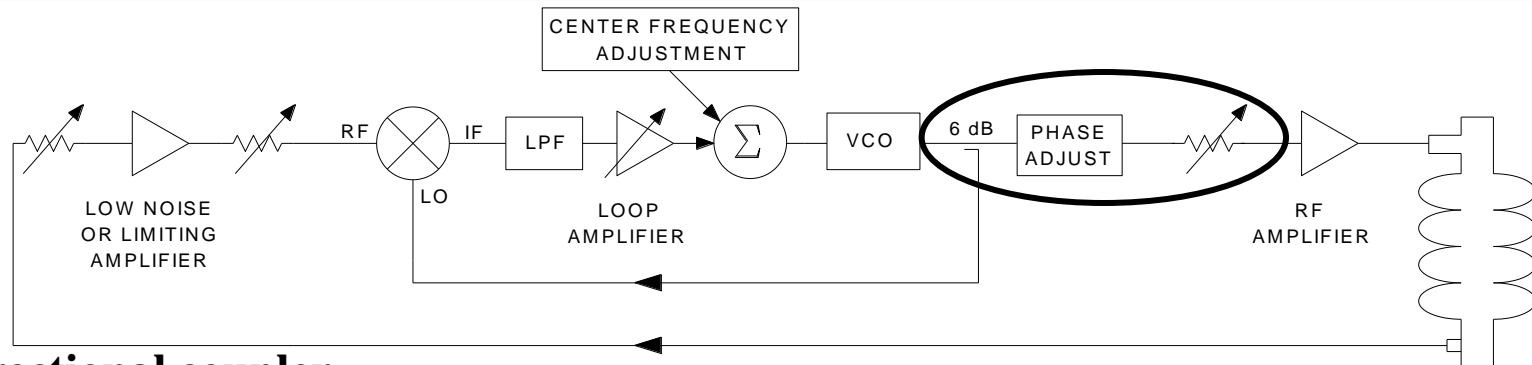 CENTER FREQUENCY
ADJUSTMENT
RF
IF
LPF
Σ
VCO
6 dB
PHASE
ADJUST
LO
LOW NOISE
OR LIMITING
AMPLIFIER
LOOP
AMPLIFIER
RF
AMPLIFIER